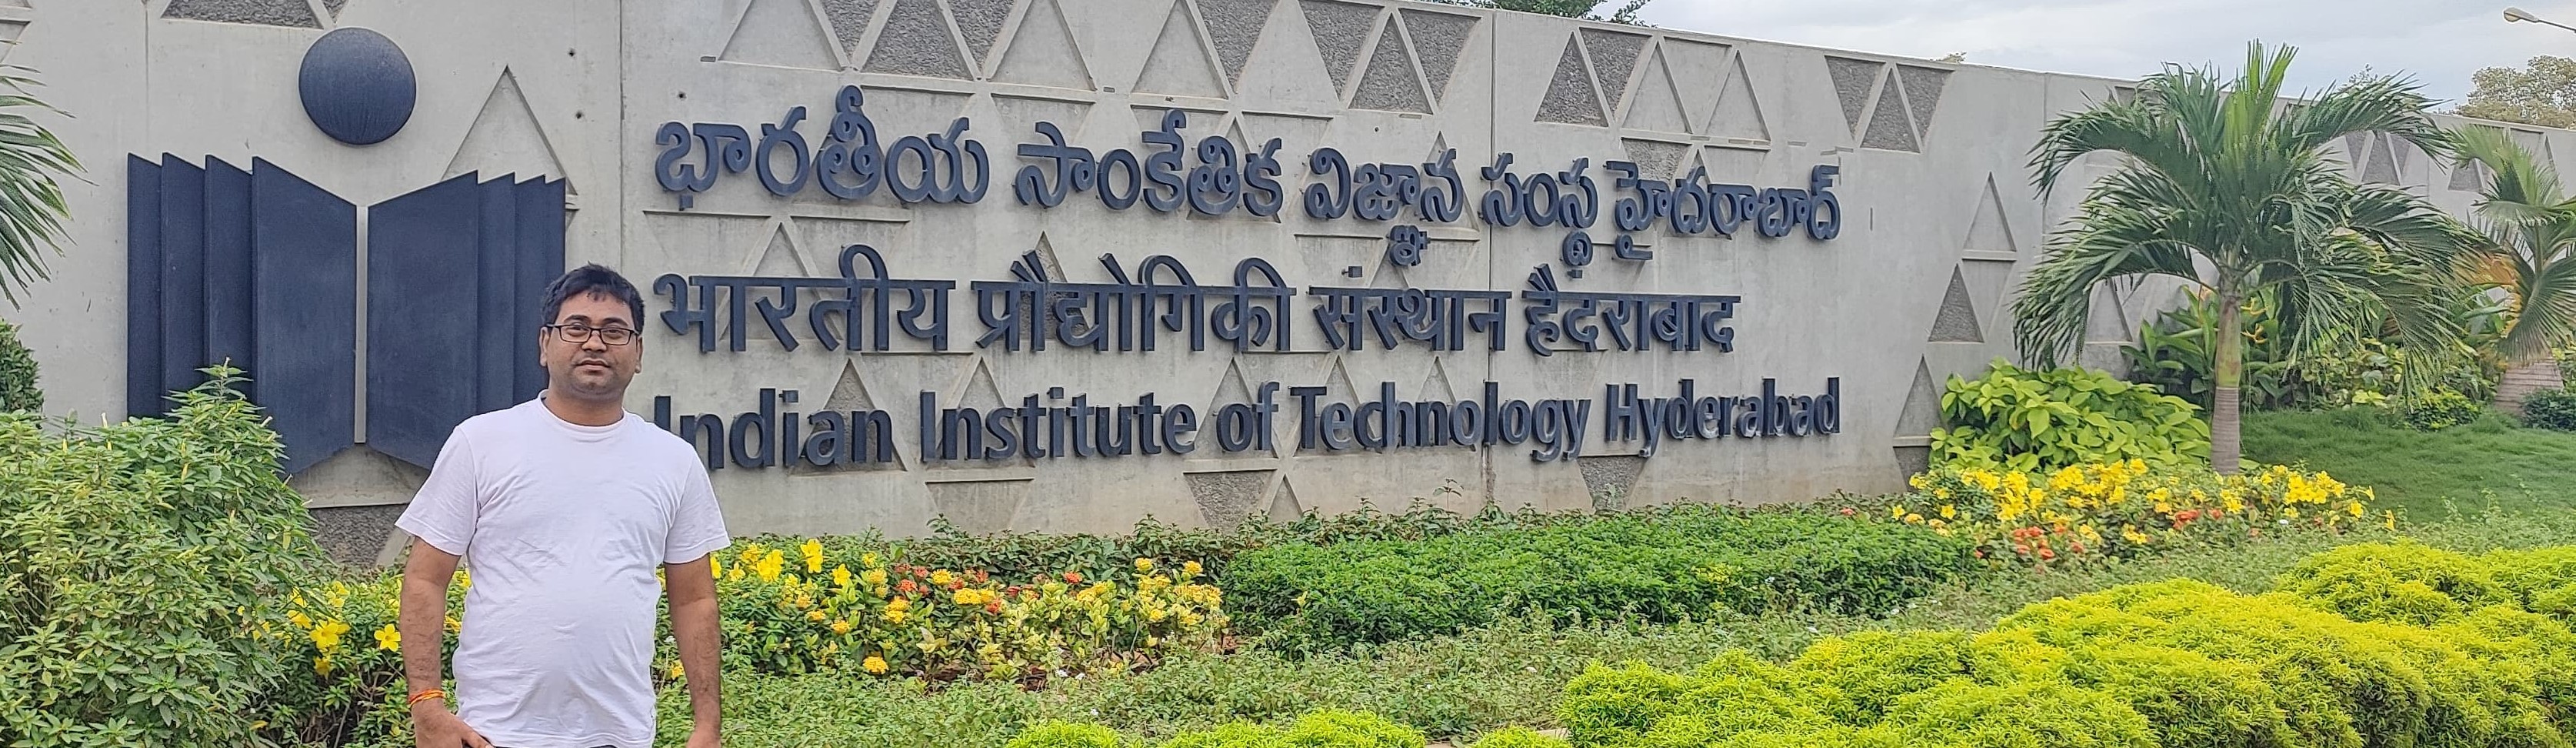 భారతీయ సాంకేతిక విజ్ఞాన సంస్థ హైదరాబాద్
भारतीय प्रौद्योगिकी संस्थान हैदराबाद
Indian Institute of Technology Hyderabad